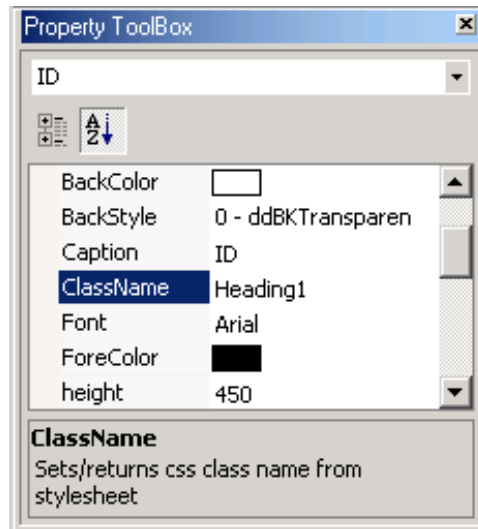 Property ToolBox
ID
A
Z
BackColor
BackStyle 0 - ddBKTransparen
Caption ID
ClassName Heading1
Font Arial
ForeColor
height 450
ClassName
Sets/returns css class name from
stylesheet